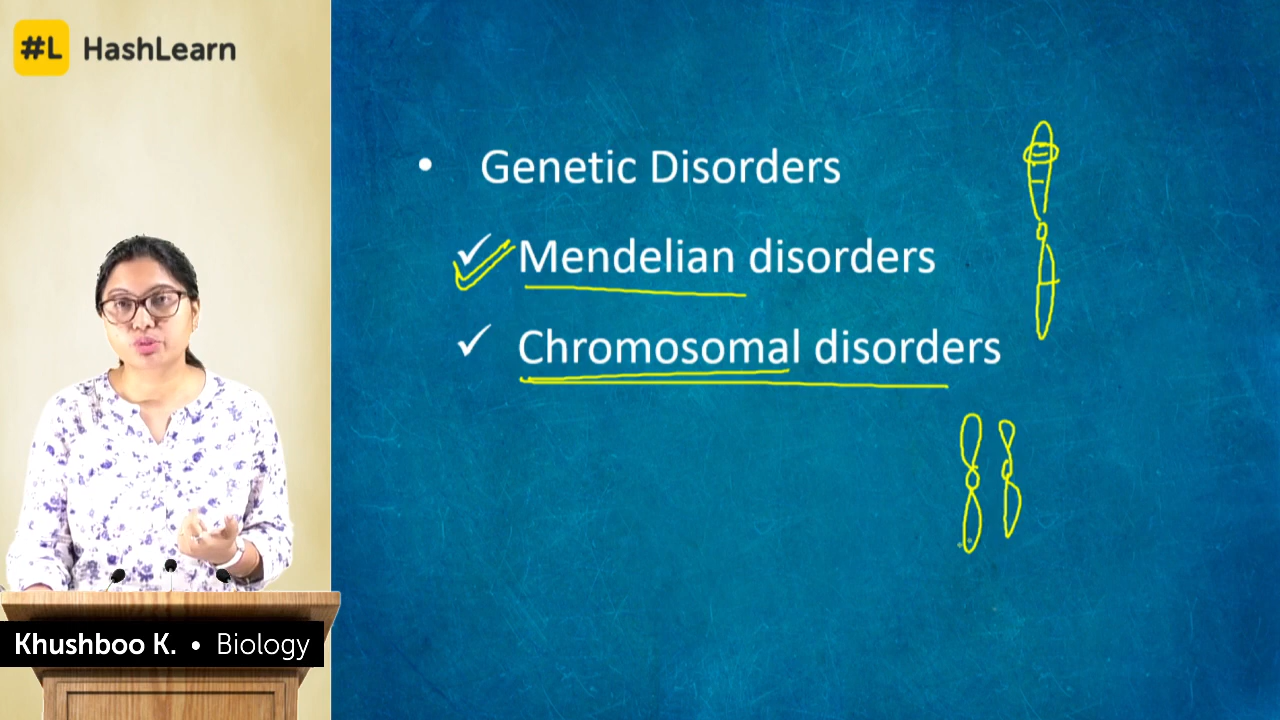 #L HashLearn
• Genetic Disorders
✓ Mendelian disorders
✓ Chromosomal disorders
Khushboo K. • Biology